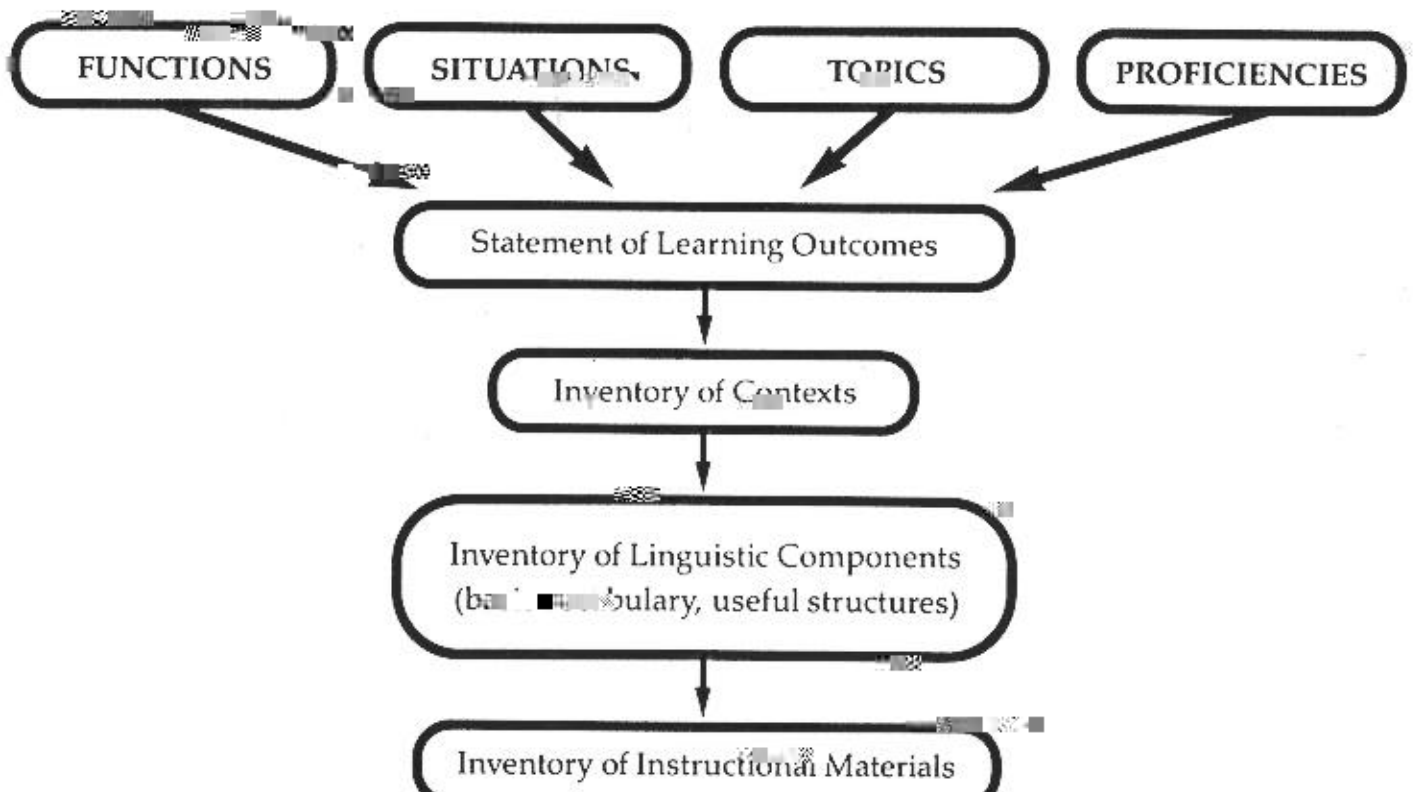 FUNCTIONS
SITUATIONS
TOPICS
PROFICIENCIES
Statement of Learning Outcomes
Inventory of Contexts
Inventory of Linguistic Components
useful structures)
Inventory of Instructional Materials